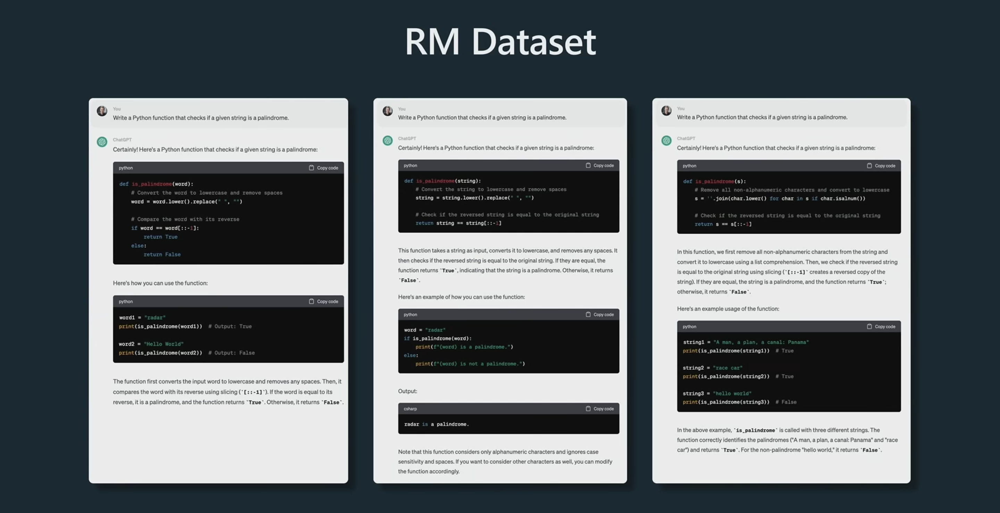 RM Dataset
You
Write a Python function that checks if a given string is a palindrome.
ChatGPT
Certainly! Here's a Python function that checks if a given string is a palindrome:
python Copy code
def is_palindrome(word):
    # Convert the word to lowercase and remove spaces
    word = word.lower().replace(" ", "")
    # Compare the word with its reverse
    if word == word[::-1]:
        return True
    else:
        return False
Here's how you can use the function:
python Copy code
word1 = "radar"
print(is_palindrome(word1))  # Output: True
word2 = "Hello World"
print(is_palindrome(word2))  # Output: False
The function first converts the input word to lowercase and removes any spaces. Then, it
compares the word with its reverse using slicing (`[::-1]`). If the word is equal to its
reverse, it is a palindrome, and the function returns `True`. Otherwise, it returns `False`.
You
Write a Python function that checks if a given string is a palindrome.
ChatGPT
Certainly! Here's a Python function that checks if a given string is a palindrome:
python Copy code
def is_palindrome(string):
    # Convert the string to lowercase and remove spaces
    string = string.lower().replace(" ", "")
    # Check if the reversed string is equal to the original string
    return string == string[::-1]
This function takes a string as input, converts it to lowercase, and removes any spaces. It
then checks if the reversed string is equal to the original string. If they are equal, the
function returns `True`, indicating that the string is a palindrome. Otherwise, it returns
`False`.
Here's an example of how you can use the function:
python Copy code
word = "radar"
if is_palindrome(word):
    print(f"{word} is a palindrome.")
else:
    print(f"{word} is not a palindrome.")
Output:
csharp Copy code
radar is a palindrome.
Note that this function considers only alphanumeric characters and ignores case
sensitivity and spaces. If you want to consider other characters as well, you can modify
the function accordingly.
You
Write a Python function that checks if a given string is a palindrome.
ChatGPT
Certainly! Here's a Python function that checks if a given string is a palindrome:
python Copy code
def is_palindrome(s):
    # Remove all non-alphanumeric characters and convert to lowercase
    s = ''.join(char.lower() for char in s if char.isalnum())
    # Check if the reversed string is equal to the original string
    return s == s[::-1]
In this function, we first remove all non-alphanumeric characters from the string and
convert it to lowercase using a list comprehension. Then, we check if the reversed string
is equal to the original string using slicing (`[::-1]` creates a reversed copy of the
string). If they are equal, the string is a palindrome, and the function returns `True`;
otherwise, it returns `False`.
Here's an example usage of the function:
python Copy code
string1 = "A man, a plan, a canal: Panama"
print(is_palindrome(string1))  # True
string2 = "race car"
print(is_palindrome(string2))  # True
string3 = "hello world"
print(is_palindrome(string3))  # False
In the above example, `is_palindrome` is called with three different strings. The
function correctly identifies the palindromes ("A man, a plan, a canal: Panama" and "race
car") and returns `True`. For the non-palindrome "hello world," it returns `False`.